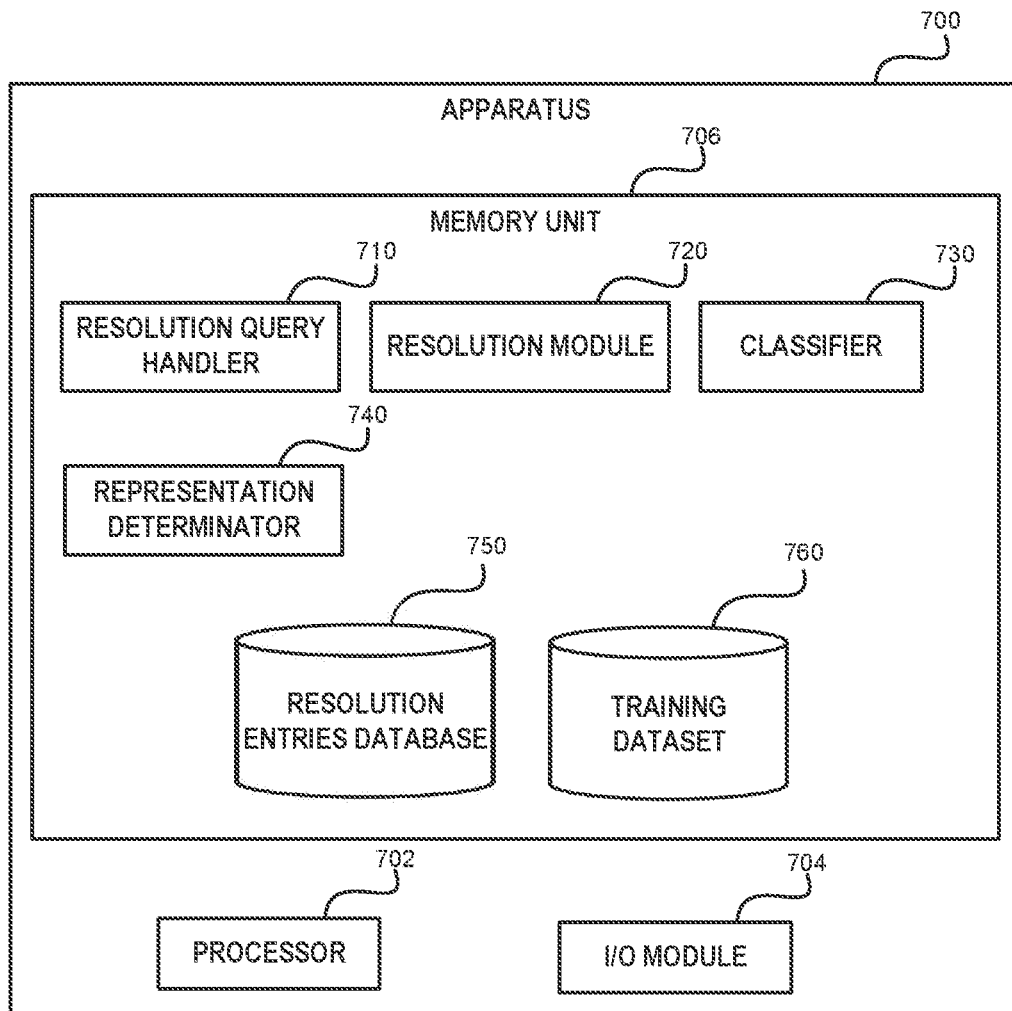 700
APPARATUS
706
MEMORY UNIT
710
720
730
RESOLUTION QUERY
HANDLER
RESOLUTION MODULE
CLASSIFIER
740
REPRESENTATION
DETERMINATOR
750
760
RESOLUTION
ENTRIES DATABASE
TRAINING
DATASET
702
704
PROCESSOR
I/O MODULE